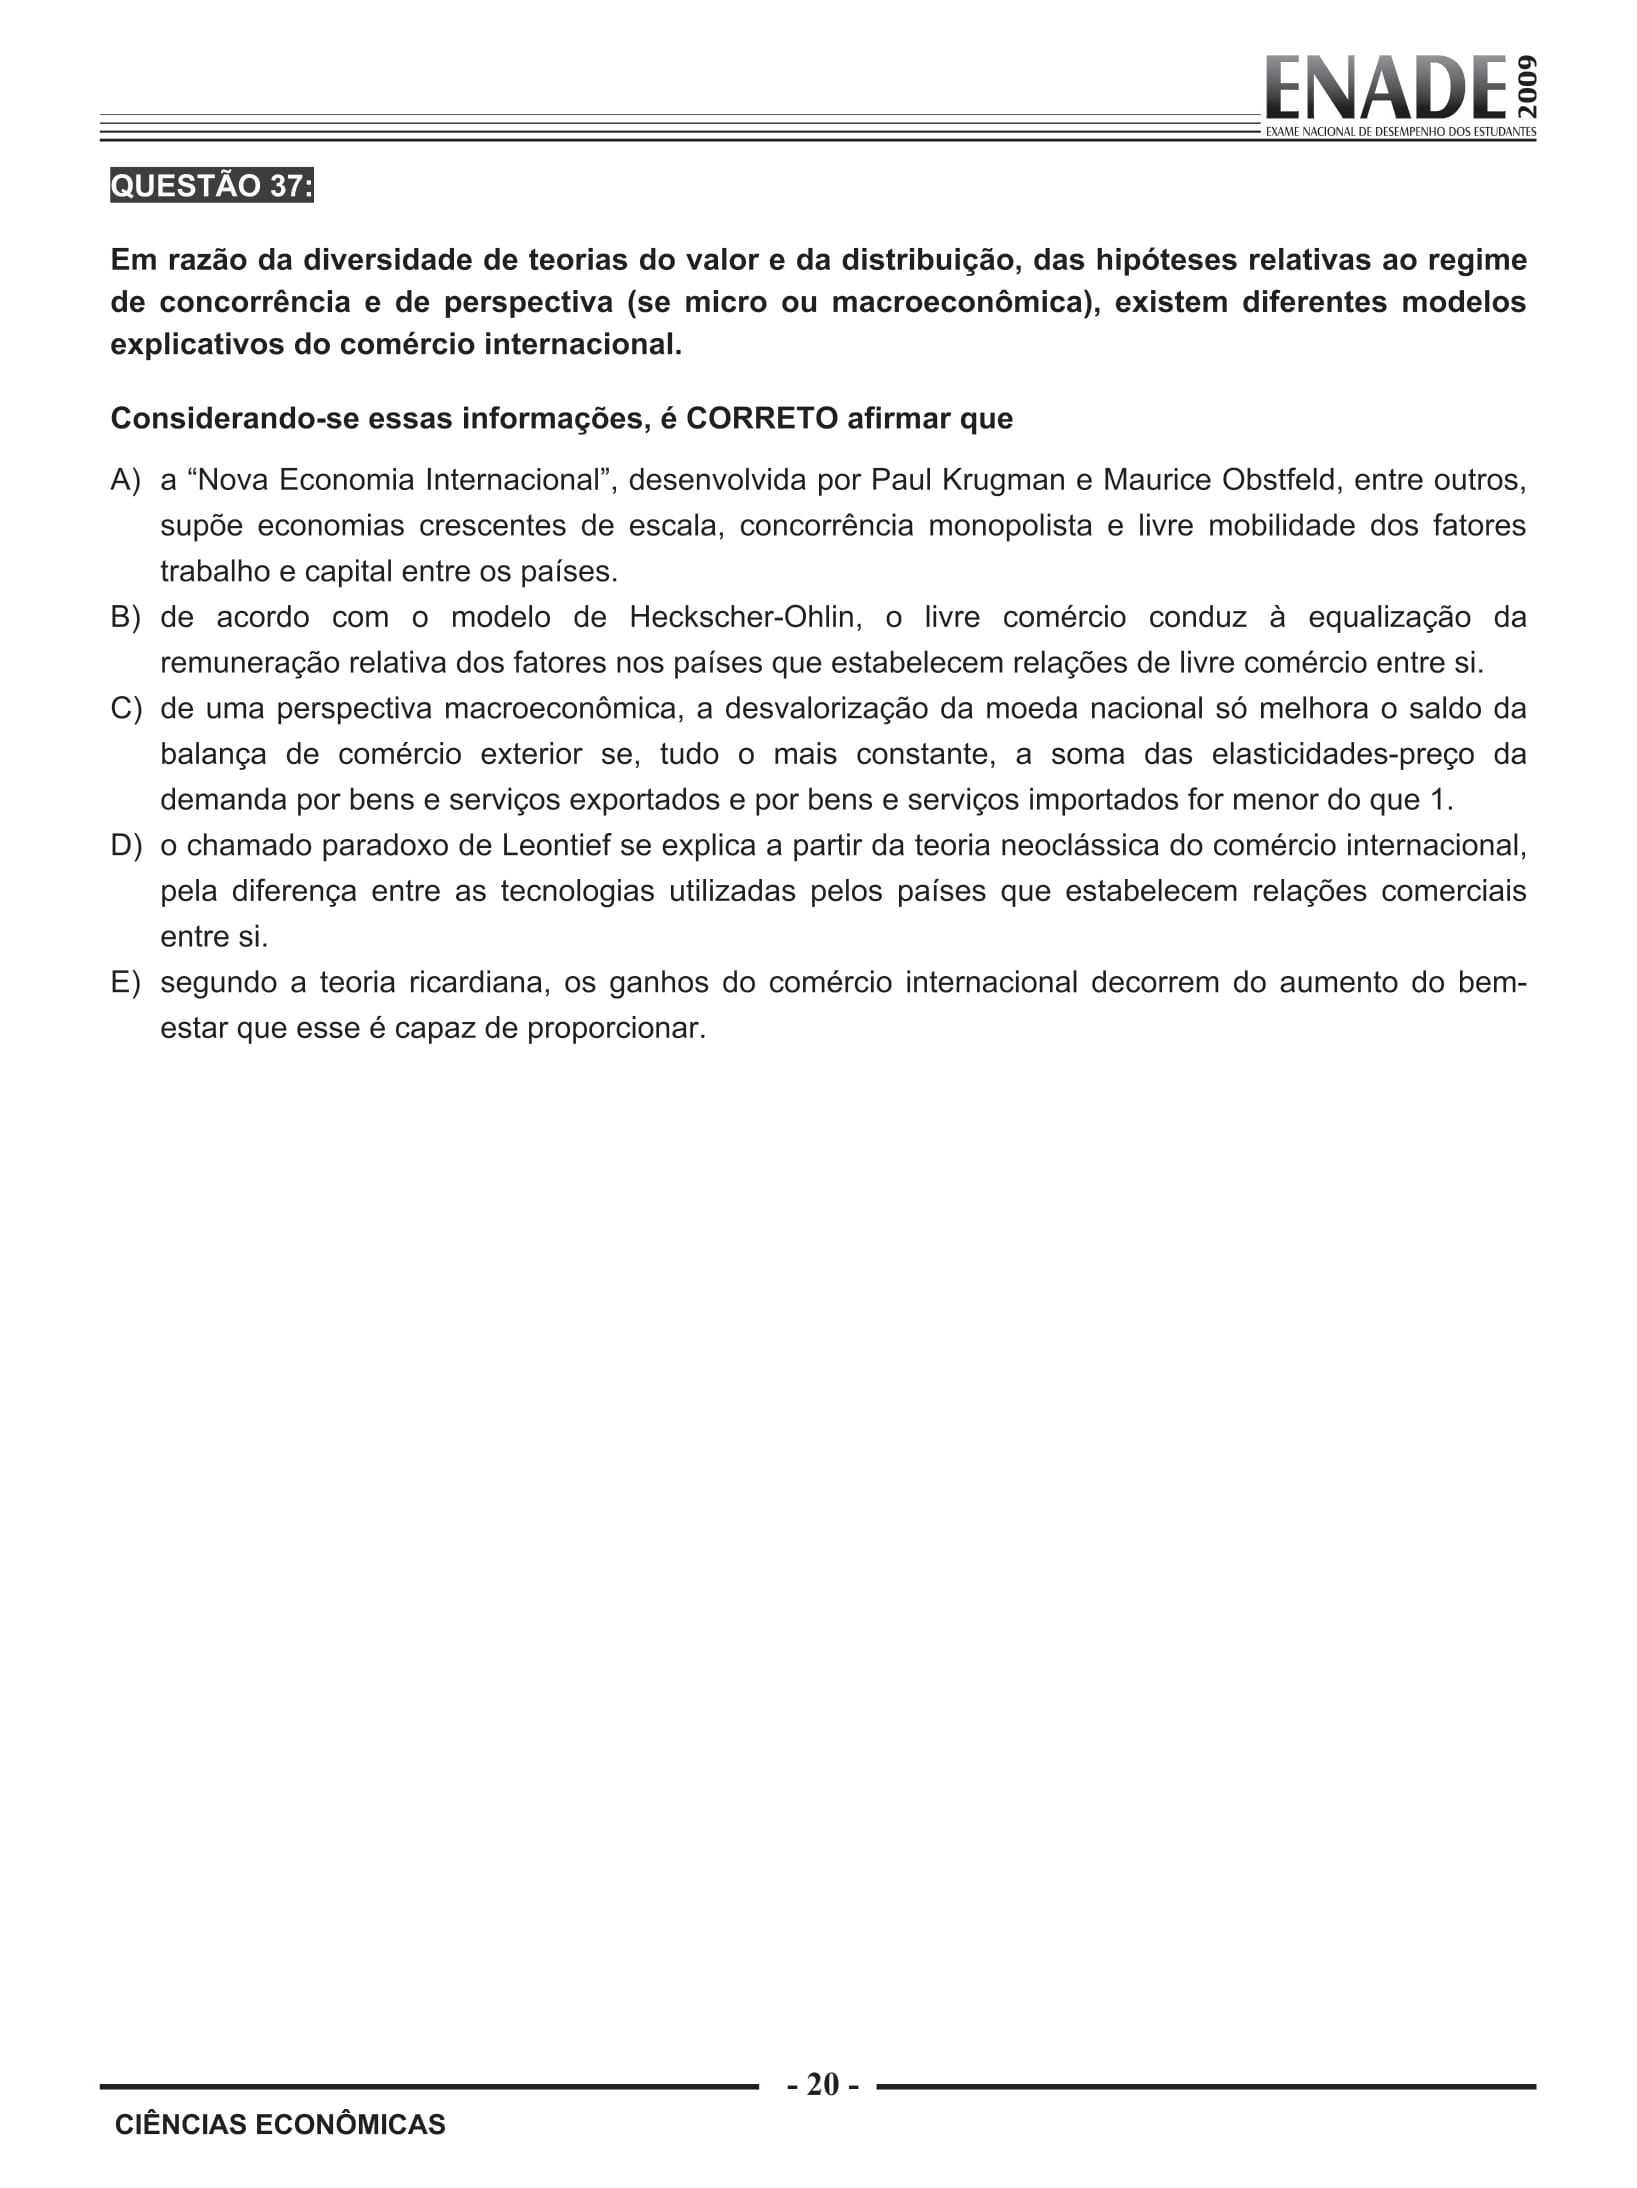 ENADE 2009
EXAME NACIONAL DE DESEMPENHO DOS ESTUDANTES
QUESTÃO 37:
Em razão da diversidade de teorias do valor e da distribuição, das hipóteses relativas ao regime
de concorrência e de perspectiva (se micro ou macroeconômica), existem diferentes modelos
explicativos do comércio internacional.
Considerando-se essas informações, é CORRETO afirmar que
A) a “Nova Economia Internacional”, desenvolvida por Paul Krugman e Maurice Obstfeld, entre outros,
supõe economias crescentes de escala, concorrência monopolista e livre mobilidade dos fatores
trabalho e capital entre os países.
B) de acordo com o modelo de Heckscher-Ohlin, o livre comércio conduz à equalização da
remuneração relativa dos fatores nos países que estabelecem relações de livre comércio entre si.
C) de uma perspectiva macroeconômica, a desvalorização da moeda nacional só melhora o saldo da
balança de comércio exterior se, tudo o mais constante, a soma das elasticidades-preço da
demanda por bens e serviços exportados e por bens e serviços importados for menor do que 1.
D) o chamado paradoxo de Leontief se explica a partir da teoria neoclássica do comércio internacional,
pela diferença entre as tecnologias utilizadas pelos países que estabelecem relações comerciais
entre si.
E) segundo a teoria ricardiana, os ganhos do comércio internacional decorrem do aumento do bem-
estar que esse é capaz de proporcionar.
- 20 -
CIÊNCIAS ECONÔMICAS